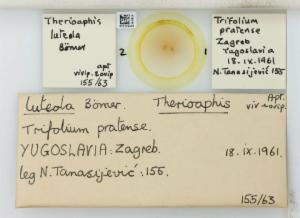 Therioaphis
luteola
Börner
apt
vivip. & ovip
155/63
2
1
Trifolium
pratense
Zagreb
Yugoslavia
18.ix.1961
N.Tanasijević 155
luteola Börner. Therioaphis Apt.
viv & ovip.
Trifolium pratense.
YUGOSLAVIA: Zagreb. 18.ix.1961.
leg N.Tanasijević: 155.
155/63